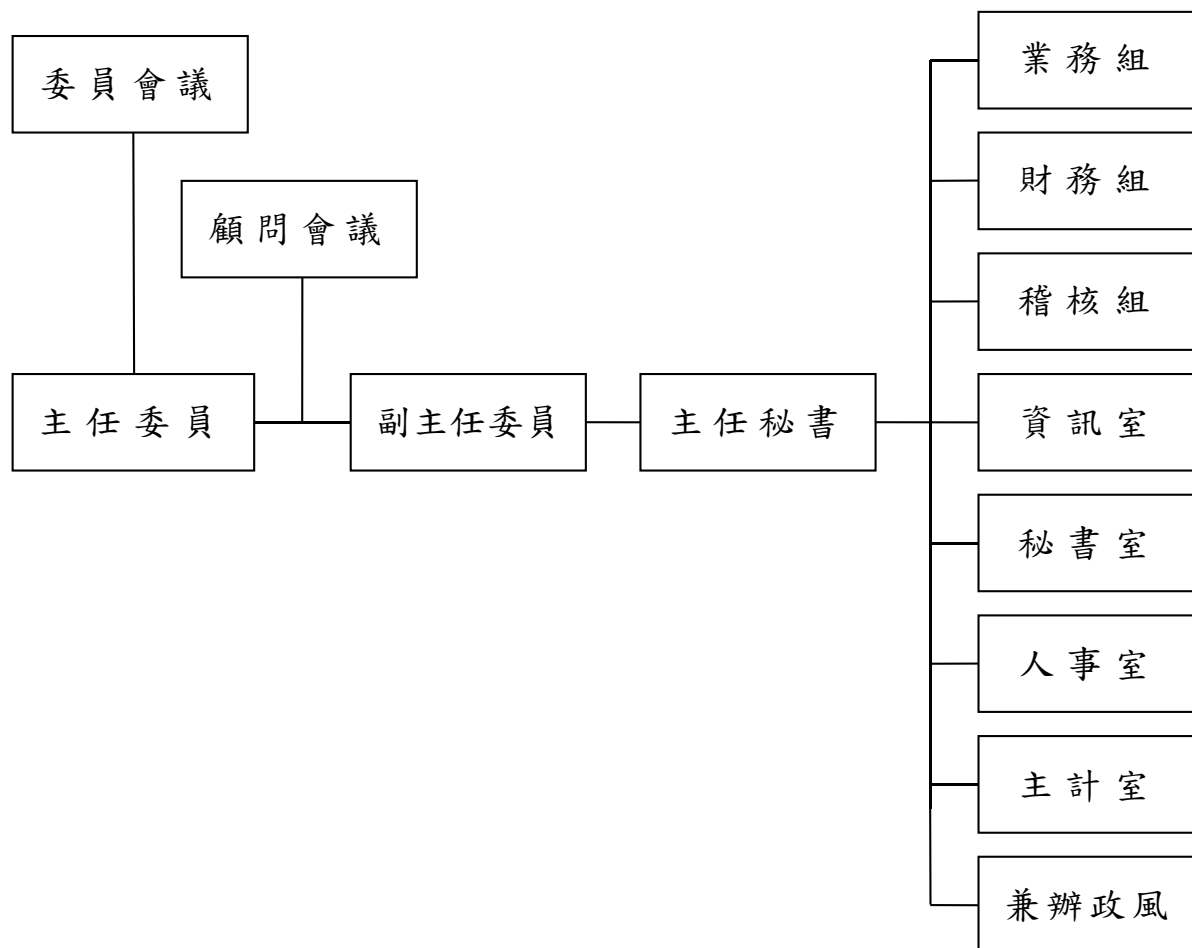 委員會議
顧問會議
主任委員
副主任委員
主任秘書
業務組
財務組
稽核組
資訊室
秘書室
人事室
主計室
兼辦政風